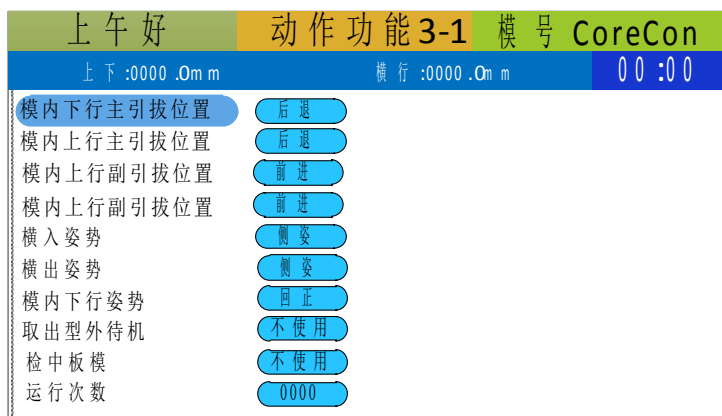 上午好 动作功能3-1 模号 CoreCon
上下:0000.0mm 横行:0000.0mm 00:00
模内下行主引拔位置 后退
模内上行主引拔位置 后退
模内上行副引拔位置 前进
模内上行副引拔位置 前进
横入姿势 侧姿
横出姿势 侧姿
模内下行姿势 回正
取出型外待机 不使用
检中板模 不使用
运行次数 0000